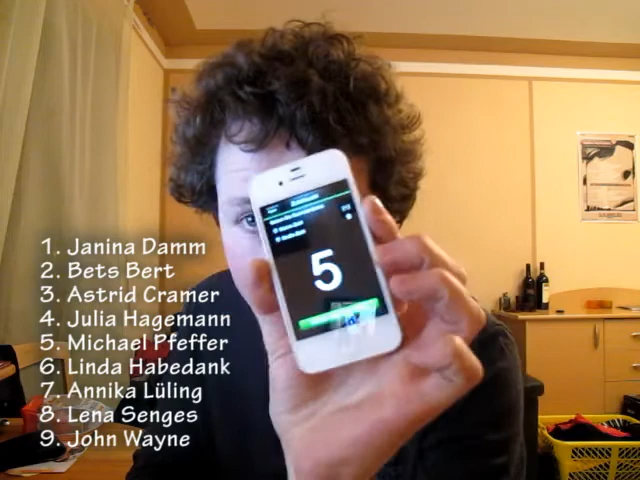 1. Janina Damm
2. Bets Bert
3. Astrid Cramer
4. Julia Hagemann
5. Michael Pfeffer
6. Linda Habedank
7. Annika Lüling
8. Lena Senges
9. John Wayne
5